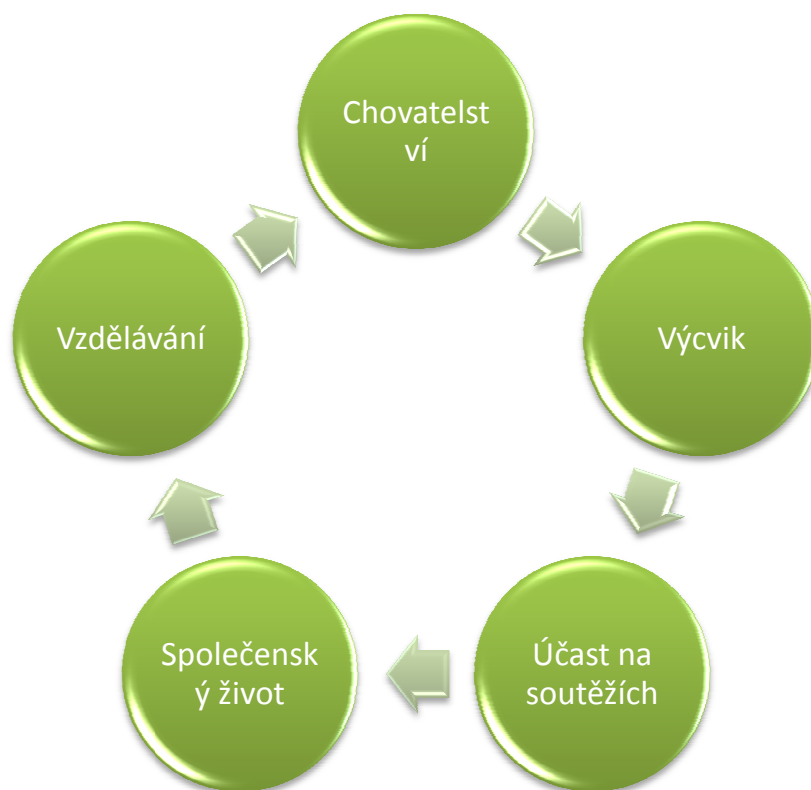 Chovatelst
ví
Výcvik
Účast na
soutěžích
Společensk
ý život
Vzdělávání